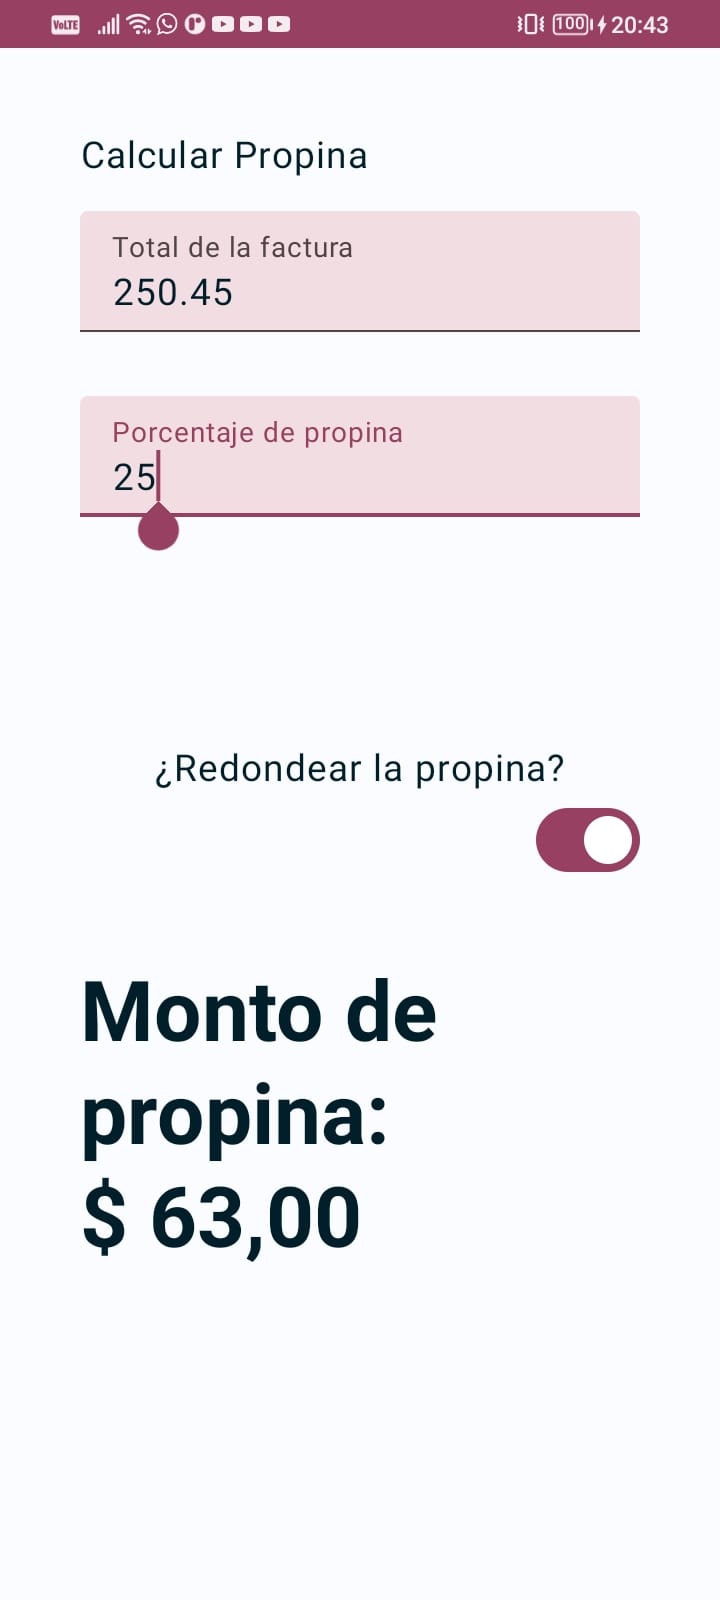 VoLTE 100 20:43
Calcular Propina
Total de la factura
250.45
Porcentaje de propina
25
¿Redondear la propina?
Monto de
propina:
$ 63,00